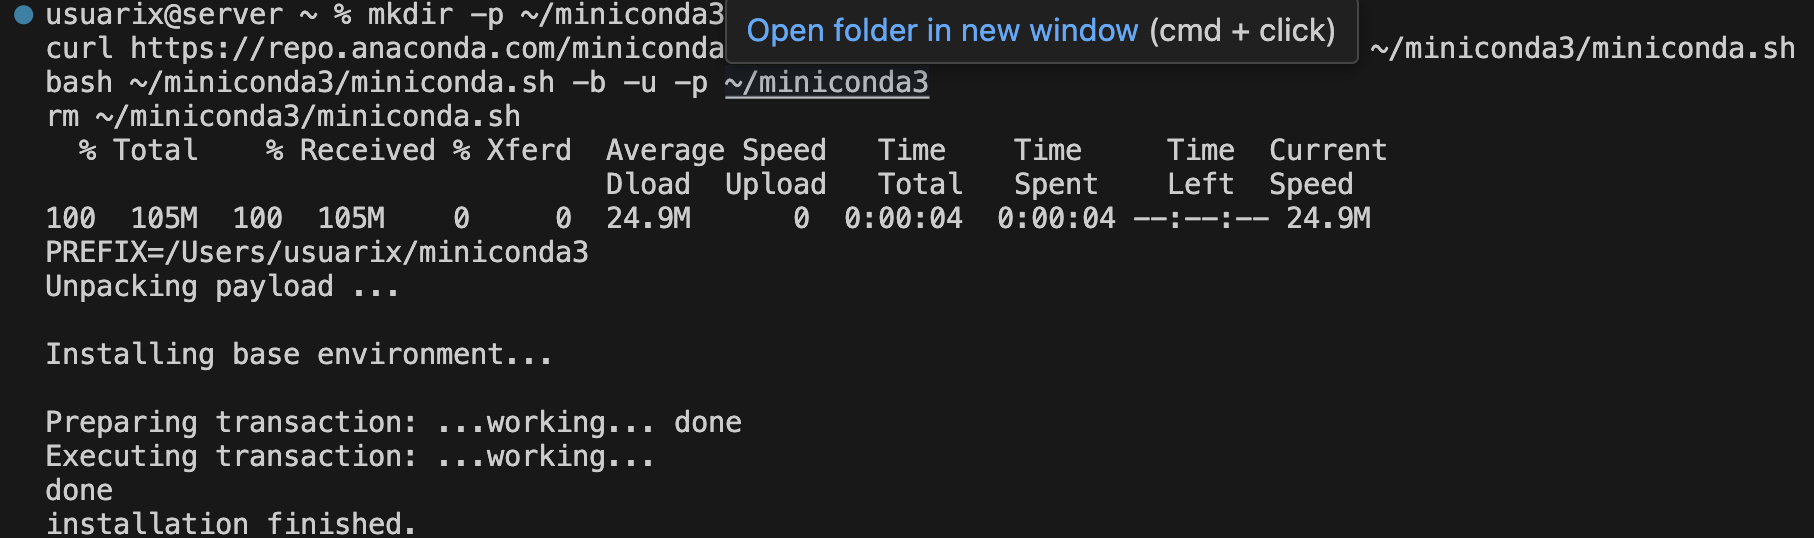 usuarix@server ~ % mkdir -p ~/miniconda3
Open folder in new window (cmd + click)
curl https://repo.anaconda.com/miniconda ~/miniconda3/miniconda.sh
bash ~/miniconda3/miniconda.sh -b -u -p ~/miniconda3
rm ~/miniconda3/miniconda.sh
  % Total    % Received % Xferd  Average Speed   Time    Time     Time  Current
                                 Dload  Upload   Total   Spent    Left  Speed
100  105M  100  105M    0     0  24.9M      0  0:00:04  0:00:04 --:--:-- 24.9M
PREFIX=/Users/usuarix/miniconda3
Unpacking payload ...
Installing base environment...
Preparing transaction: ...working... done
Executing transaction: ...working...
done
installation finished.